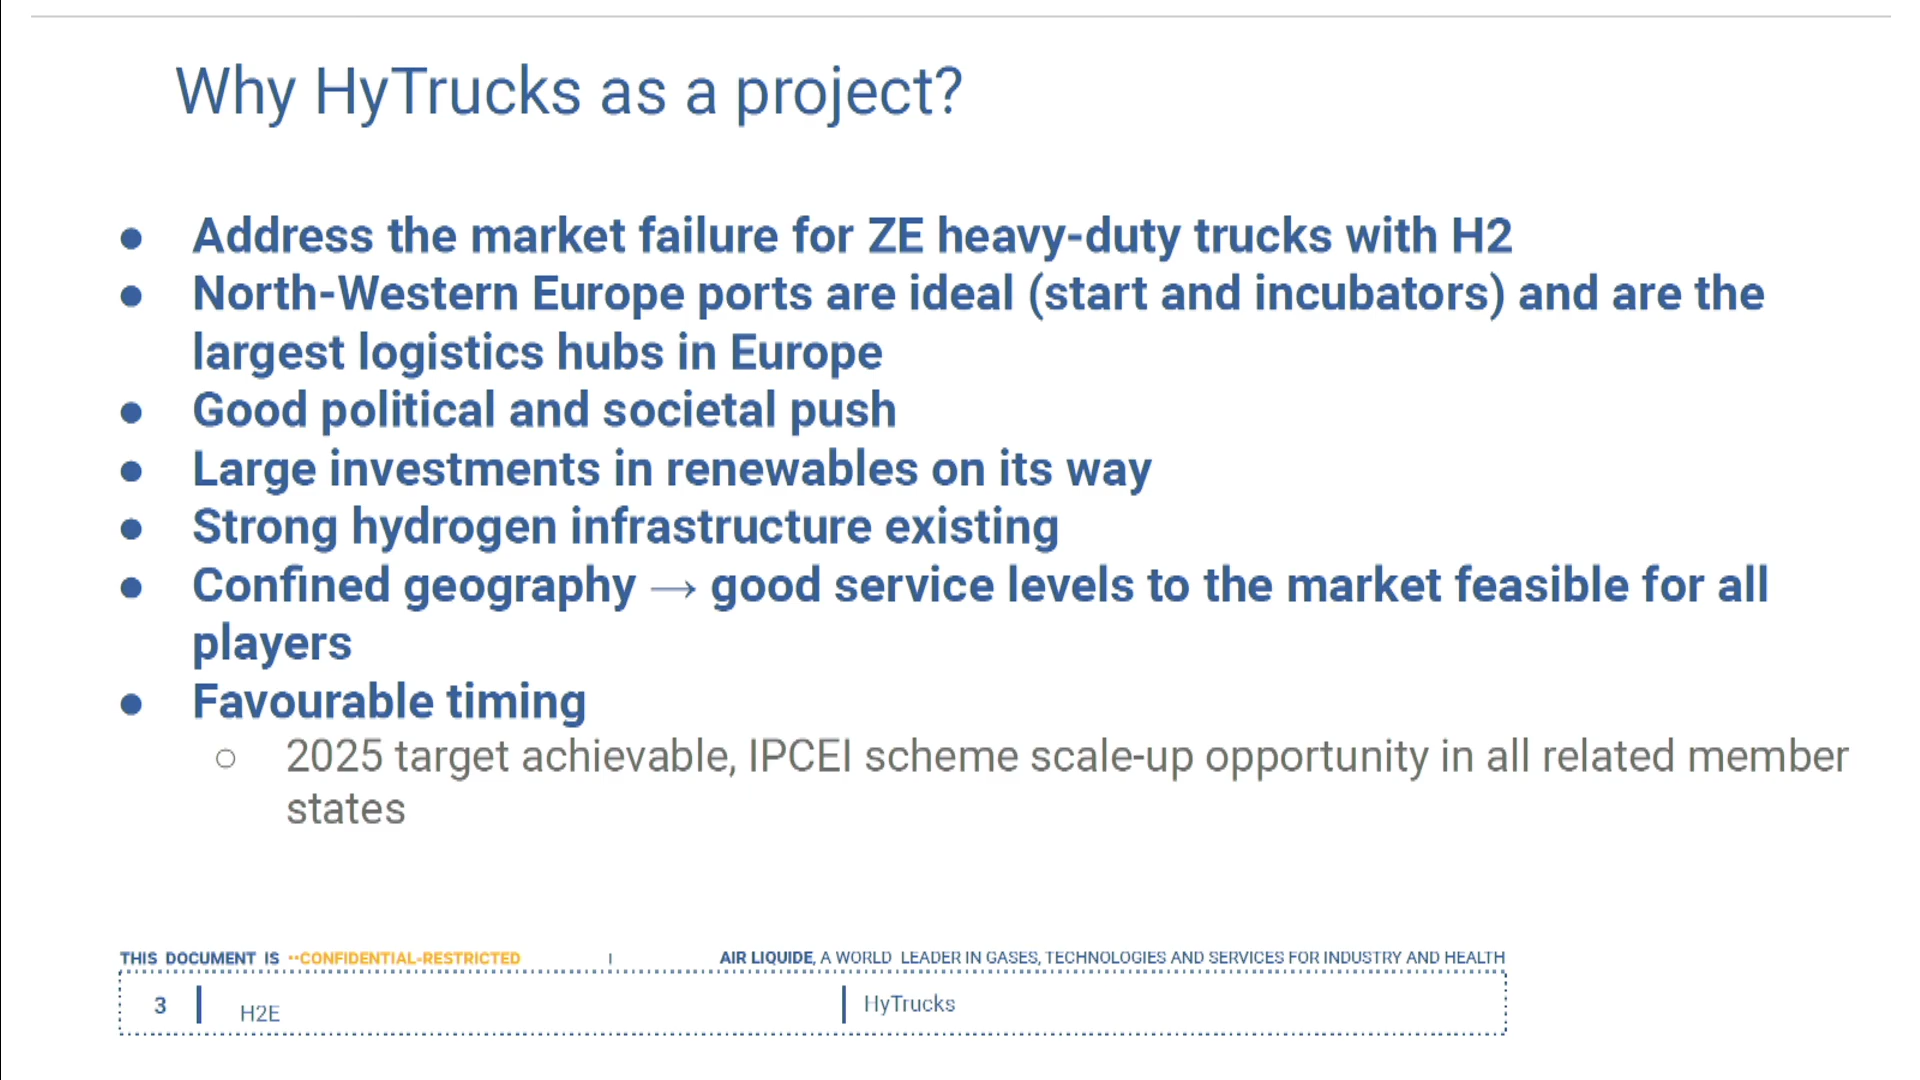 Why HyTrucks as a project?
● Address the market failure for ZE heavy-duty trucks with H2
● North-Western Europe ports are ideal (start and incubators) and are the
largest logistics hubs in Europe
● Good political and societal push
● Large investments in renewables on its way
● Strong hydrogen infrastructure existing
● Confined geography → good service levels to the market feasible for all
players
● Favourable timing
○ 2025 target achievable, IPCEI scheme scale-up opportunity in all related member
states
THIS DOCUMENT IS ··CONFIDENTIAL-RESTRICTED | AIR LIQUIDE, A WORLD LEADER IN GASES, TECHNOLOGIES AND SERVICES FOR INDUSTRY AND HEALTH
3 | H2E | HyTrucks